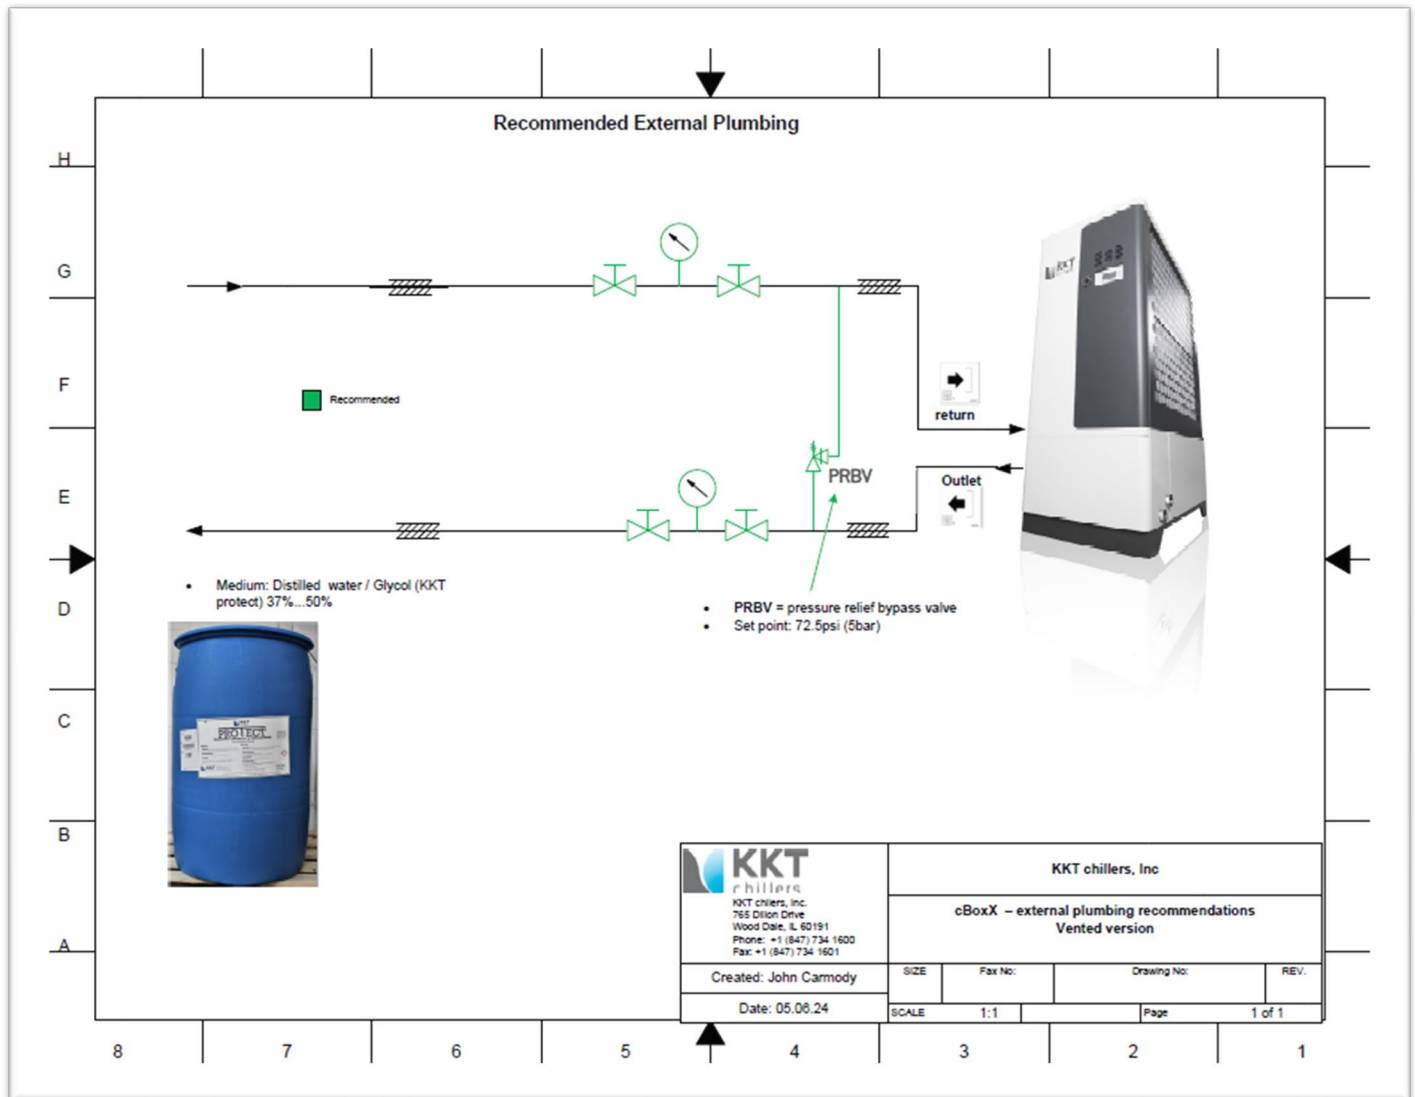 Recommended External Plumbing
H
G
F
E
D
C
B
A
KKT
return
Recommended
Outlet
PRBV
• Medium: Distilled water / Glycol (KKT
protect) 37%...50%
• PRBV = pressure relief bypass valve
• Set point: 72.5psi (5bar)
KKT
PROTECT
KKT
KKT
chillers
KKT chillers, Inc.
765 Dillon Drive
Wood Dale, IL 60191
Phone: +1 (847) 734 1600
Fax: +1 (847) 734 1601
Created: John Carmody
Date: 05.06.24
KKT chillers, Inc
cBoxX – external plumbing recommendations
Vented version
SIZE Fax No: Drawing No: REV.
SCALE 1:1 Page 1 of 1
8 7 6 5 4 3 2 1